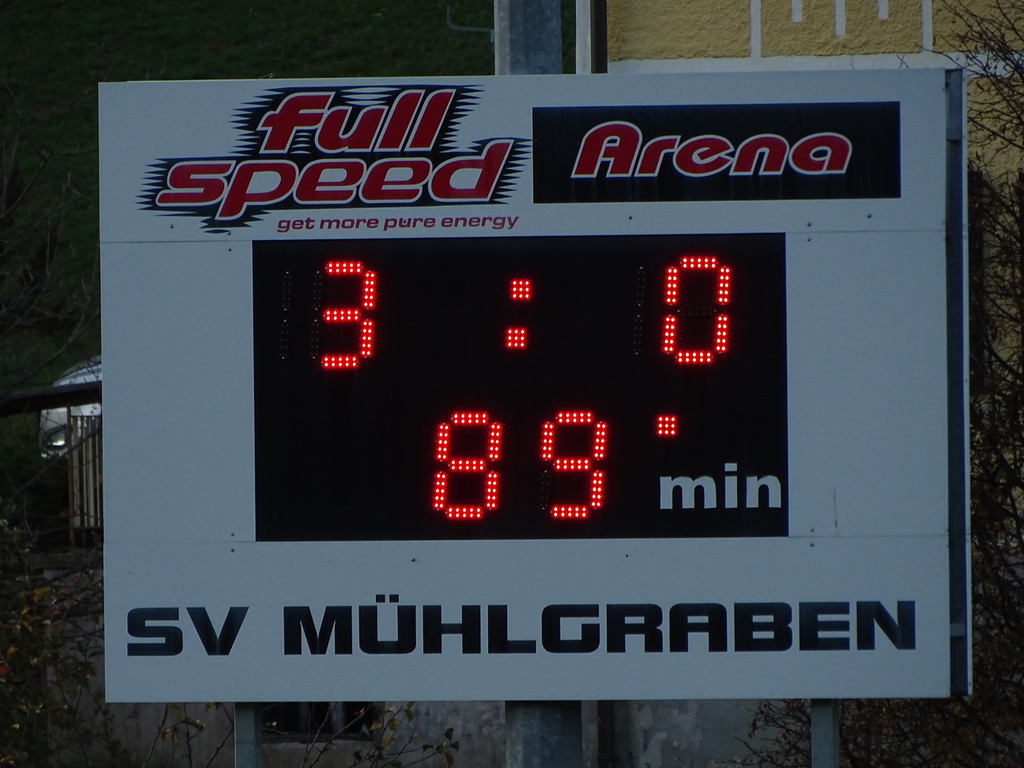 full
speed
get more pure energy
Arena
3 : 0
89
min
SV MÜHLGRABEN